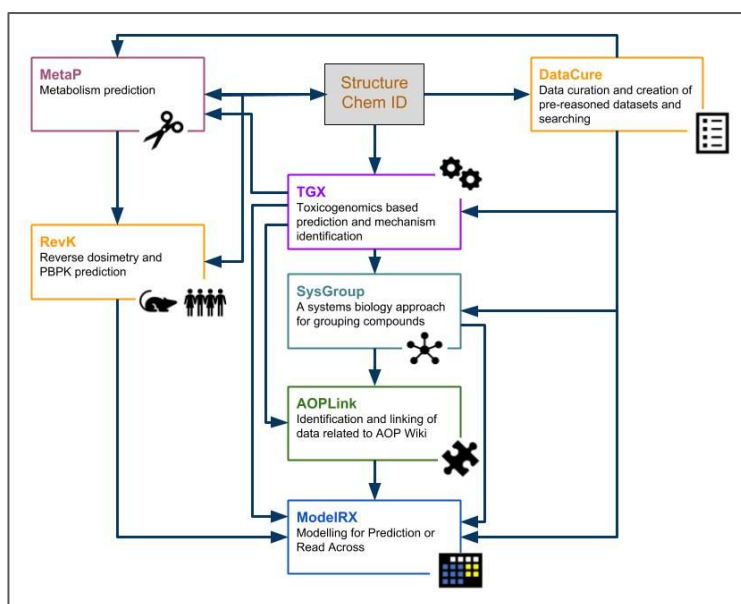 MetaP
Metabolism prediction
Structure
Chem ID
DataCure
Data curation and creation of
pre-reasoned datasets and
searching
TGX
Toxicogenomics based
prediction and mechanism
identification
RevK
Reverse dosimetry and
PBPK prediction
SysGroup
A systems biology approach
for grouping compounds
AOPLink
Identification and linking of
data related to AOP Wiki
ModelRX
Modelling for Prediction or
Read Across